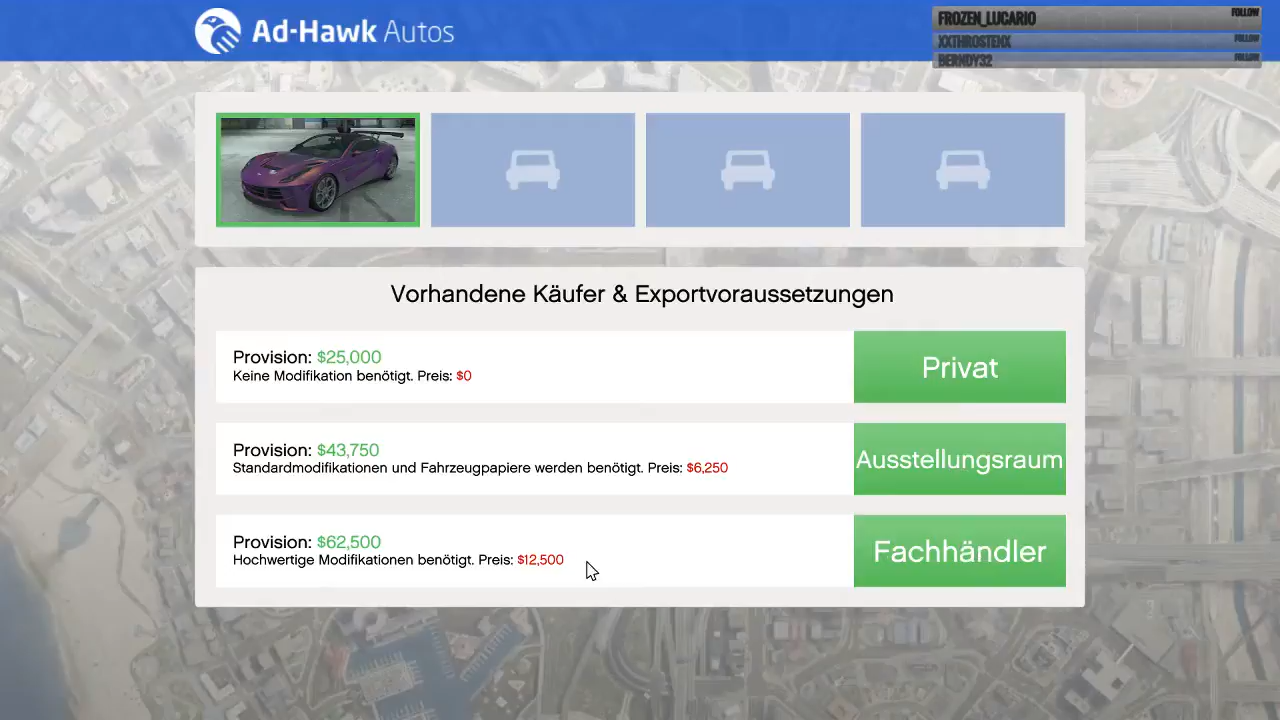 Ad-Hawk Autos
FROZEN_LUCARIO FOLLOW
XXTHROSTENX FOLLOW
BERNDY32 FOLLOW
Vorhandene Käufer & Exportvoraussetzungen
Provision: $25,000
Keine Modifikation benötigt. Preis: $0
Privat
Provision: $43,750
Standardmodifikationen und Fahrzeugpapiere werden benötigt. Preis: $6,250
Ausstellungsraum
Provision: $62,500
Hochwertige Modifikationen benötigt. Preis: $12,500
Fachhändler